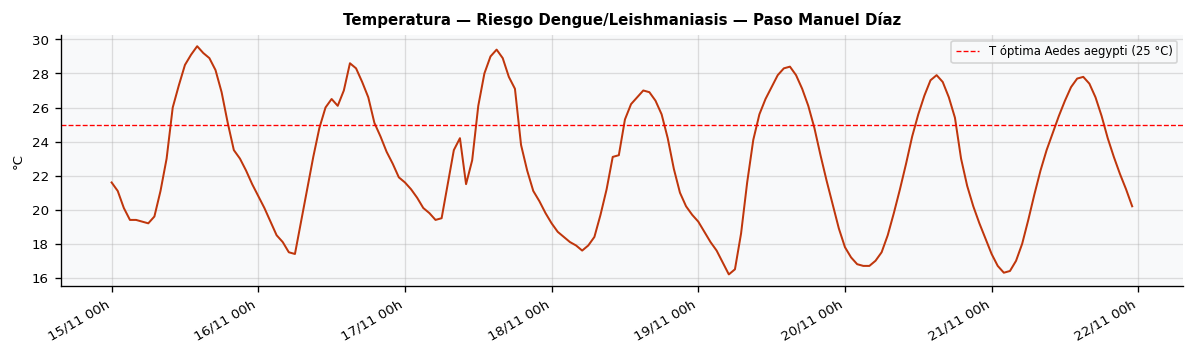 Temperatura — Riesgo Dengue/Leishmaniasis — Paso Manuel Díaz
T óptima Aedes aegypti (25 °C)
°C
30
28
26
24
22
20
18
16
15/11 00h
16/11 00h
17/11 00h
18/11 00h
19/11 00h
20/11 00h
21/11 00h
22/11 00h